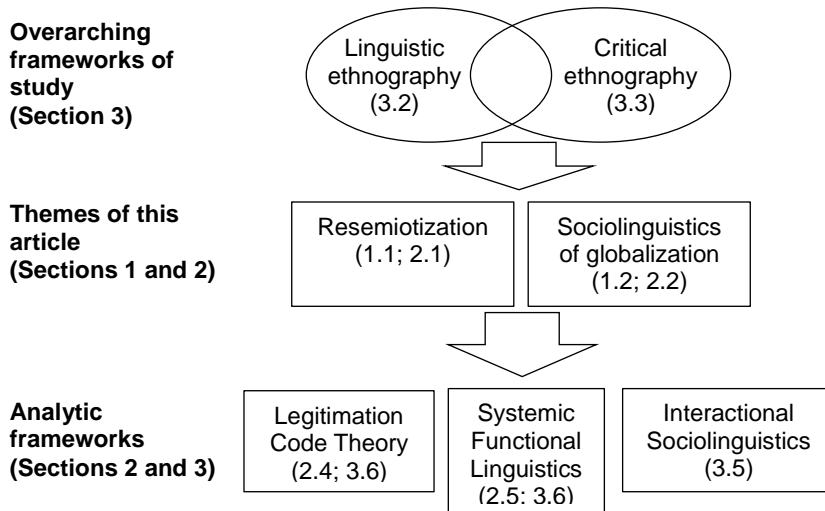 Overarching
frameworks of
study
(Section 3)
Linguistic
ethnography
(3.2)
Critical
ethnography
(3.3)
Themes of this
article
(Sections 1 and 2)
Resemiotization
(1.1; 2.1)
Sociolinguistics
of globalization
(1.2; 2.2)
Analytic
frameworks
(Sections 2 and 3)
Legitimation
Code Theory
(2.4; 3.6)
Systemic
Functional
Linguistics
(2.5; 3.6)
Interactional
Sociolinguistics
(3.5)